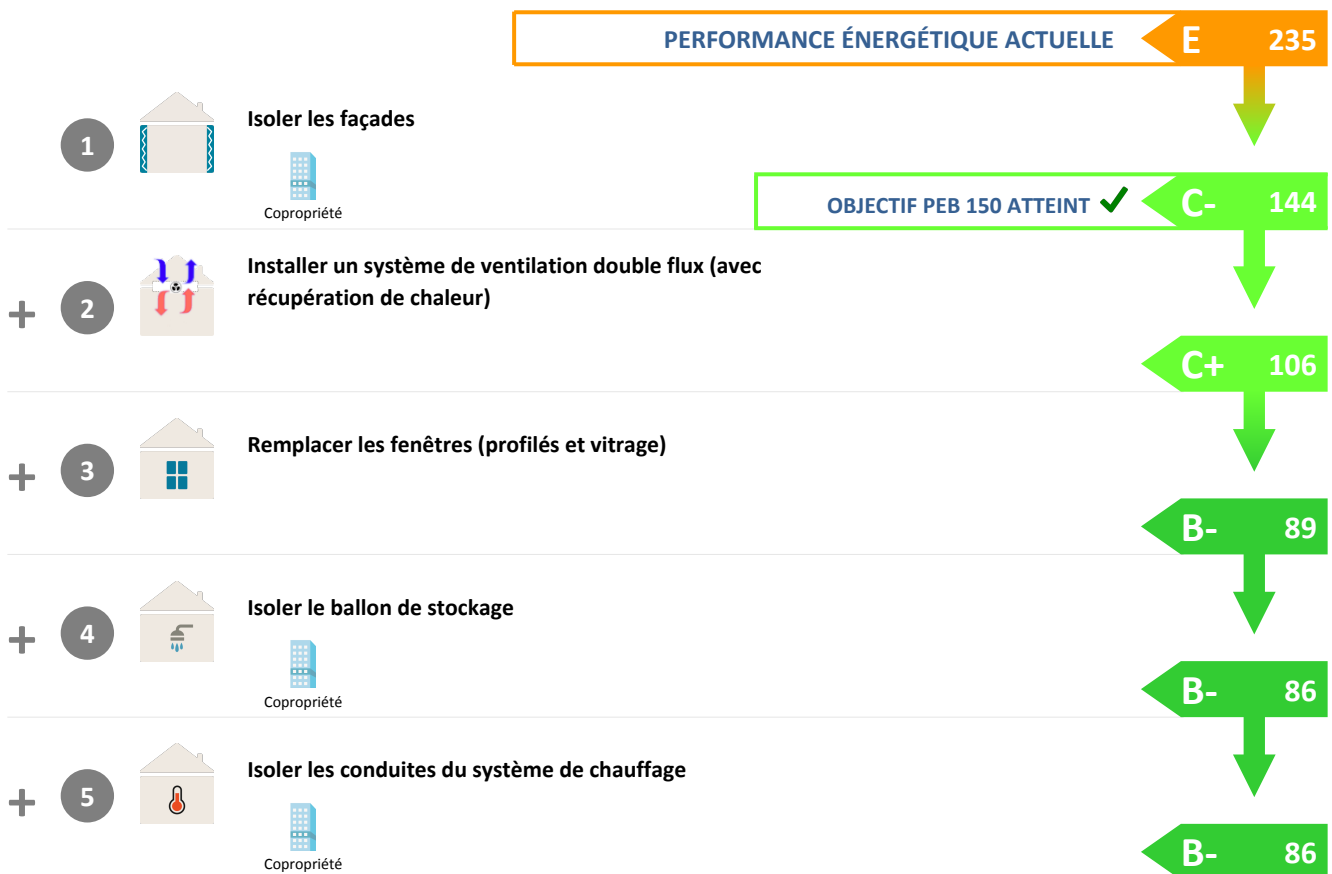 PERFORMANCE ÉNERGÉTIQUE ACTUELLE E 235
1 Isoler les façades
Copropriété
OBJECTIF PEB 150 ATTEINT ✔ C- 144
+ 2 Installer un système de ventilation double flux (avec
récupération de chaleur)
C+ 106
+ 3 Remplacer les fenêtres (profilés et vitrage)
B- 89
+ 4 Isoler le ballon de stockage
Copropriété
B- 86
+ 5 Isoler les conduites du système de chauffage
Copropriété
B- 86